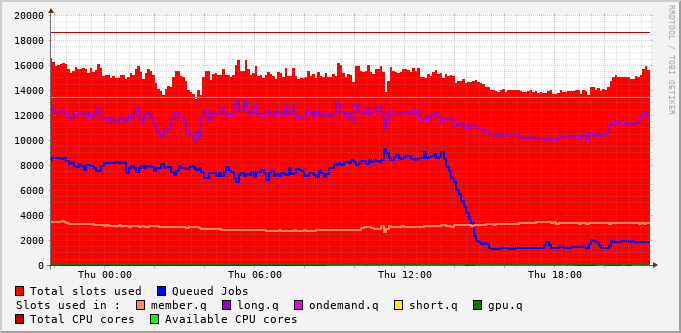 20000
18000
16000
14000
12000
10000
8000
6000
4000
2000
0
Thu 00:00 Thu 06:00 Thu 12:00 Thu 18:00
RRDTOOL / TOBI OETIKER
Total slots used Queued Jobs
Slots used in : member.q long.q ondemand.q short.q gpu.q
Total CPU cores Available CPU cores